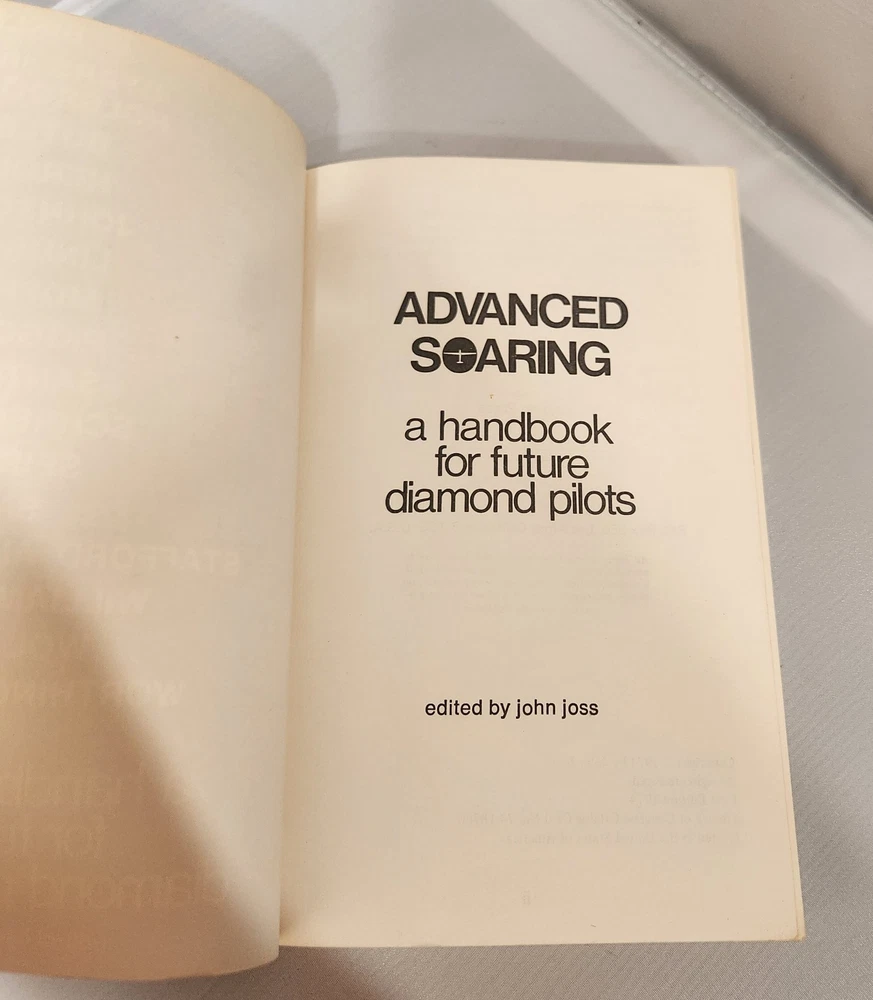 ADVANCED
SOARING
a handbook
for future
diamond pilots
edited by john joss